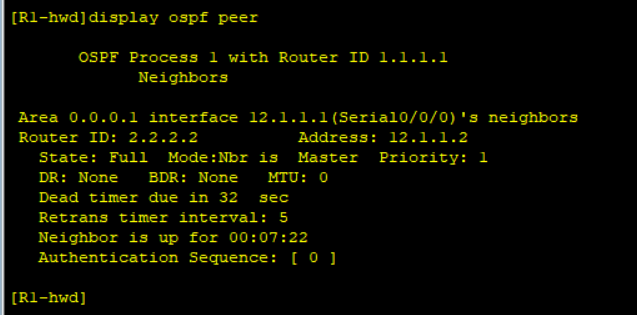 [R1-hwd]display ospf peer
OSPF Process 1 with Router ID 1.1.1.1
Neighbors
Area 0.0.0.1 interface 12.1.1.1(Serial0/0/0)'s neighbors
Router ID: 2.2.2.2 Address: 12.1.1.2
State: Full Mode:Nbr is Master Priority: 1
DR: None BDR: None MTU: 0
Dead timer due in 32 sec
Retrans timer interval: 5
Neighbor is up for 00:07:22
Authentication Sequence: [ 0 ]
[R1-hwd]